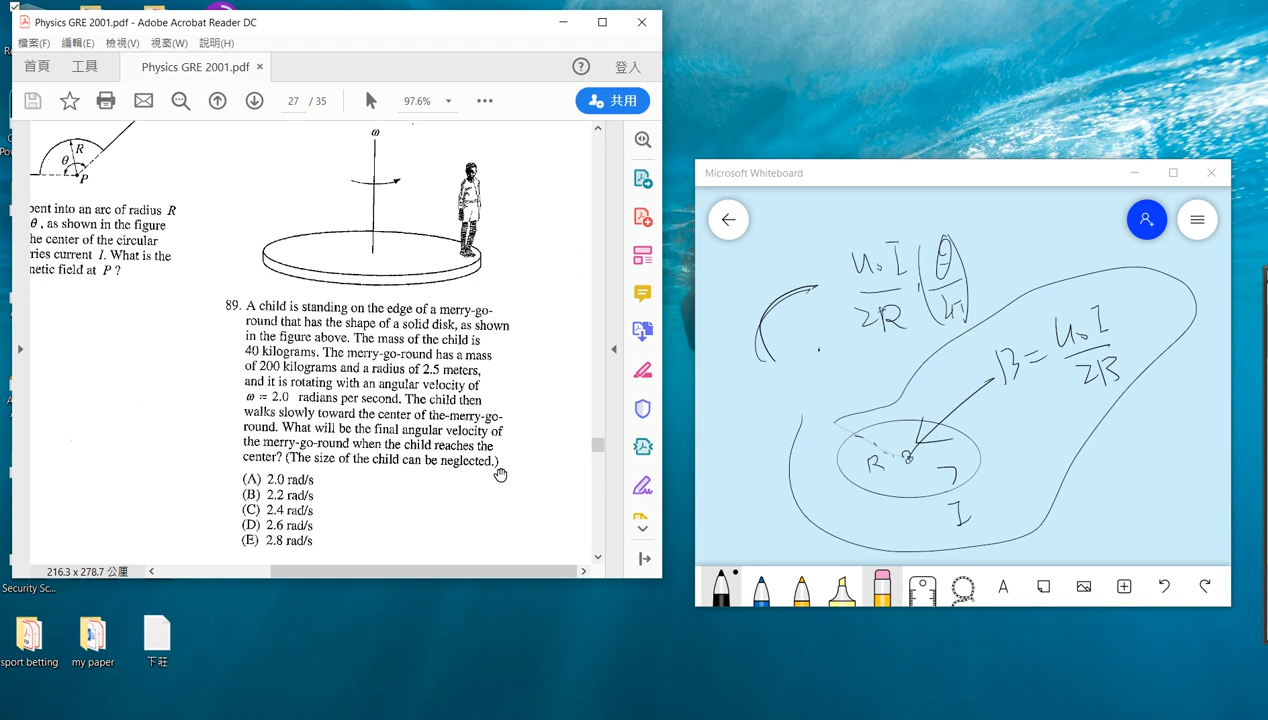 Physics GRE 2001.pdf - Adobe Acrobat Reader DC
檔案(F) 編輯(E) 檢視(V) 視窗(W) 說明(H)
首頁 工具 Physics GRE 2001.pdf × 登入
27 / 35 97.6% 共用
ω
R
θ
P
bent into an arc of radius R
θ, as shown in the figure
he center of the circular
ries current I. What is the
netic field at P ?
89. A child is standing on the edge of a merry-go-
round that has the shape of a solid disk, as shown
in the figure above. The mass of the child is
40 kilograms. The merry-go-round has a mass
of 200 kilograms and a radius of 2.5 meters,
and it is rotating with an angular velocity of
ω = 2.0 radians per second. The child then
walks slowly toward the center of the-merry-go-
round. What will be the final angular velocity of
the merry-go-round when the child reaches the
center? (The size of the child can be neglected.)
(A) 2.0 rad/s
(B) 2.2 rad/s
(C) 2.4 rad/s
(D) 2.6 rad/s
(E) 2.8 rad/s
216.3 x 278.7 公厘
Microsoft Whiteboard
u₀I
2R
θ
B = u₀I
2R
R
I
A
Security Sc...
sport betting
my paper
下莊